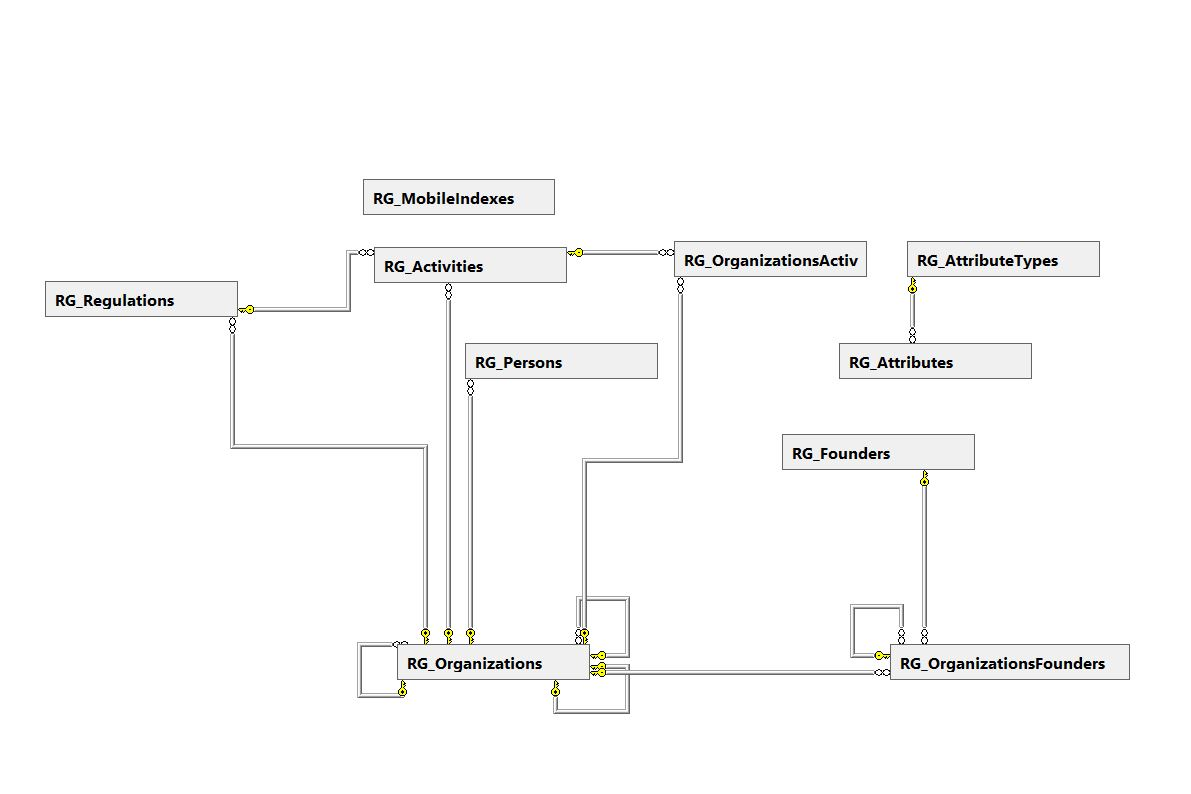 RG_MobileIndexes
RG_Activities
RG_OrganizationsActiv
RG_AttributeTypes
RG_Regulations
RG_Persons
RG_Attributes
RG_Founders
RG_Organizations
RG_OrganizationsFounders